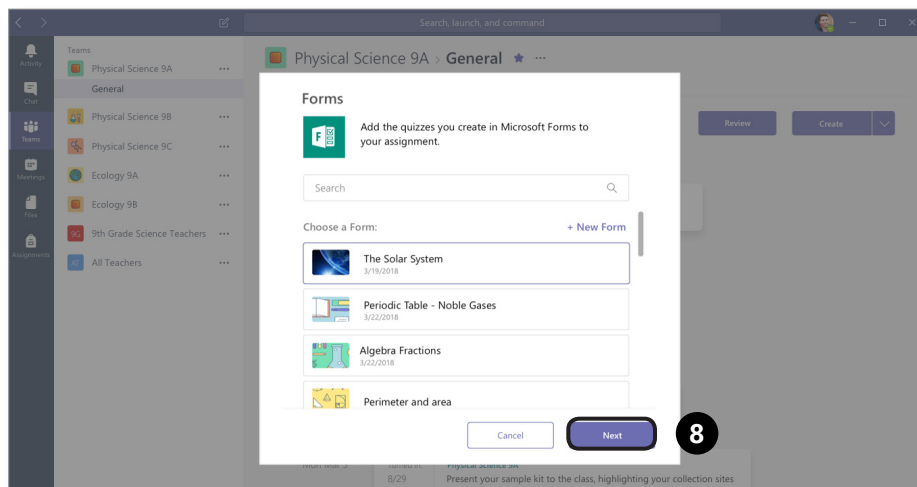 Search, launch, and command
Activity
Chat
Teams
Meetings
Files
Assignments
Teams
Physical Science 9A
General
Physical Science 9B
Physical Science 9C
Ecology 9A
Ecology 9B
9G
9th Grade Science Teachers
AT
All Teachers
Physical Science 9A > General
Review
Create
Forms
F
Add the quizzes you create in Microsoft Forms to
your assignment.
Search
Choose a Form:
+ New Form
The Solar System
3/19/2018
Periodic Table - Noble Gases
3/22/2018
Algebra Fractions
3/22/2018
Perimeter and area
Cancel
Next
8
Turned in:
Physical Science 9A
8/29
Present your sample kit to the class, highlighting your collection sites